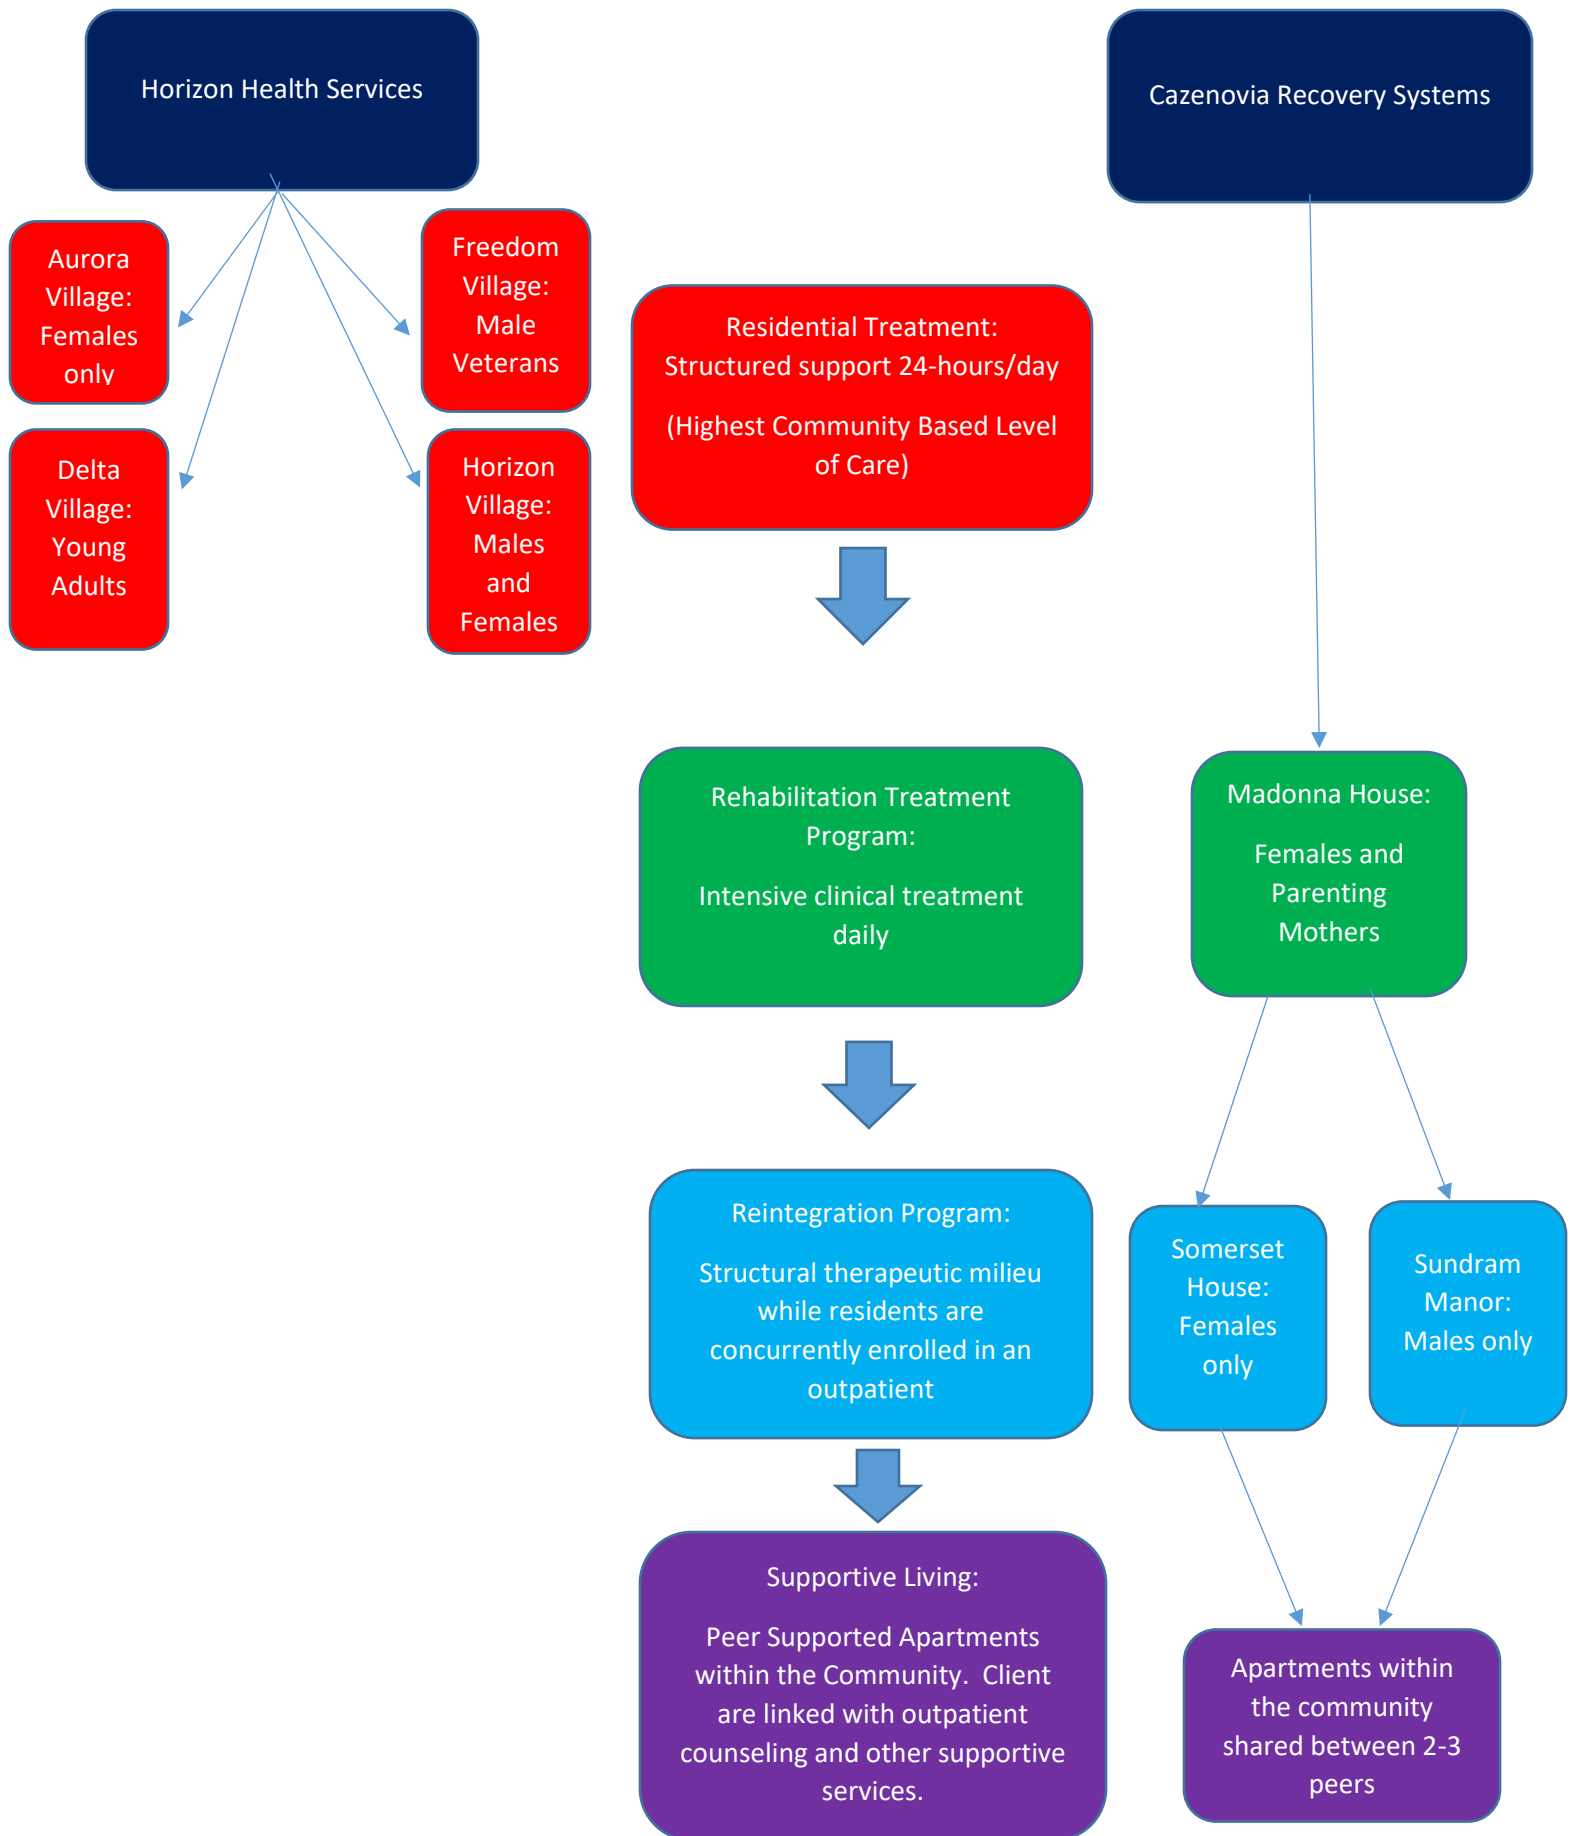 Horizon Health Services
Cazenovia Recovery Systems
Aurora
Village:
Females
only
Freedom
Village:
Male
Veterans
Delta
Village:
Young
Adults
Horizon
Village:
Males
and
Females
Residential Treatment:
Structured support 24-hours/day
(Highest Community Based Level
of Care)
Rehabilitation Treatment
Program:
Intensive clinical treatment
daily
Madonna House:
Females and
Parenting
Mothers
Reintegration Program:
Structural therapeutic milieu
while residents are
concurrently enrolled in an
outpatient
Somerset
House:
Females
only
Sundram
Manor:
Males only
Supportive Living:
Peer Supported Apartments
within the Community.  Client
are linked with outpatient
counseling and other supportive
services.
Apartments within
the community
shared between 2-3
peers